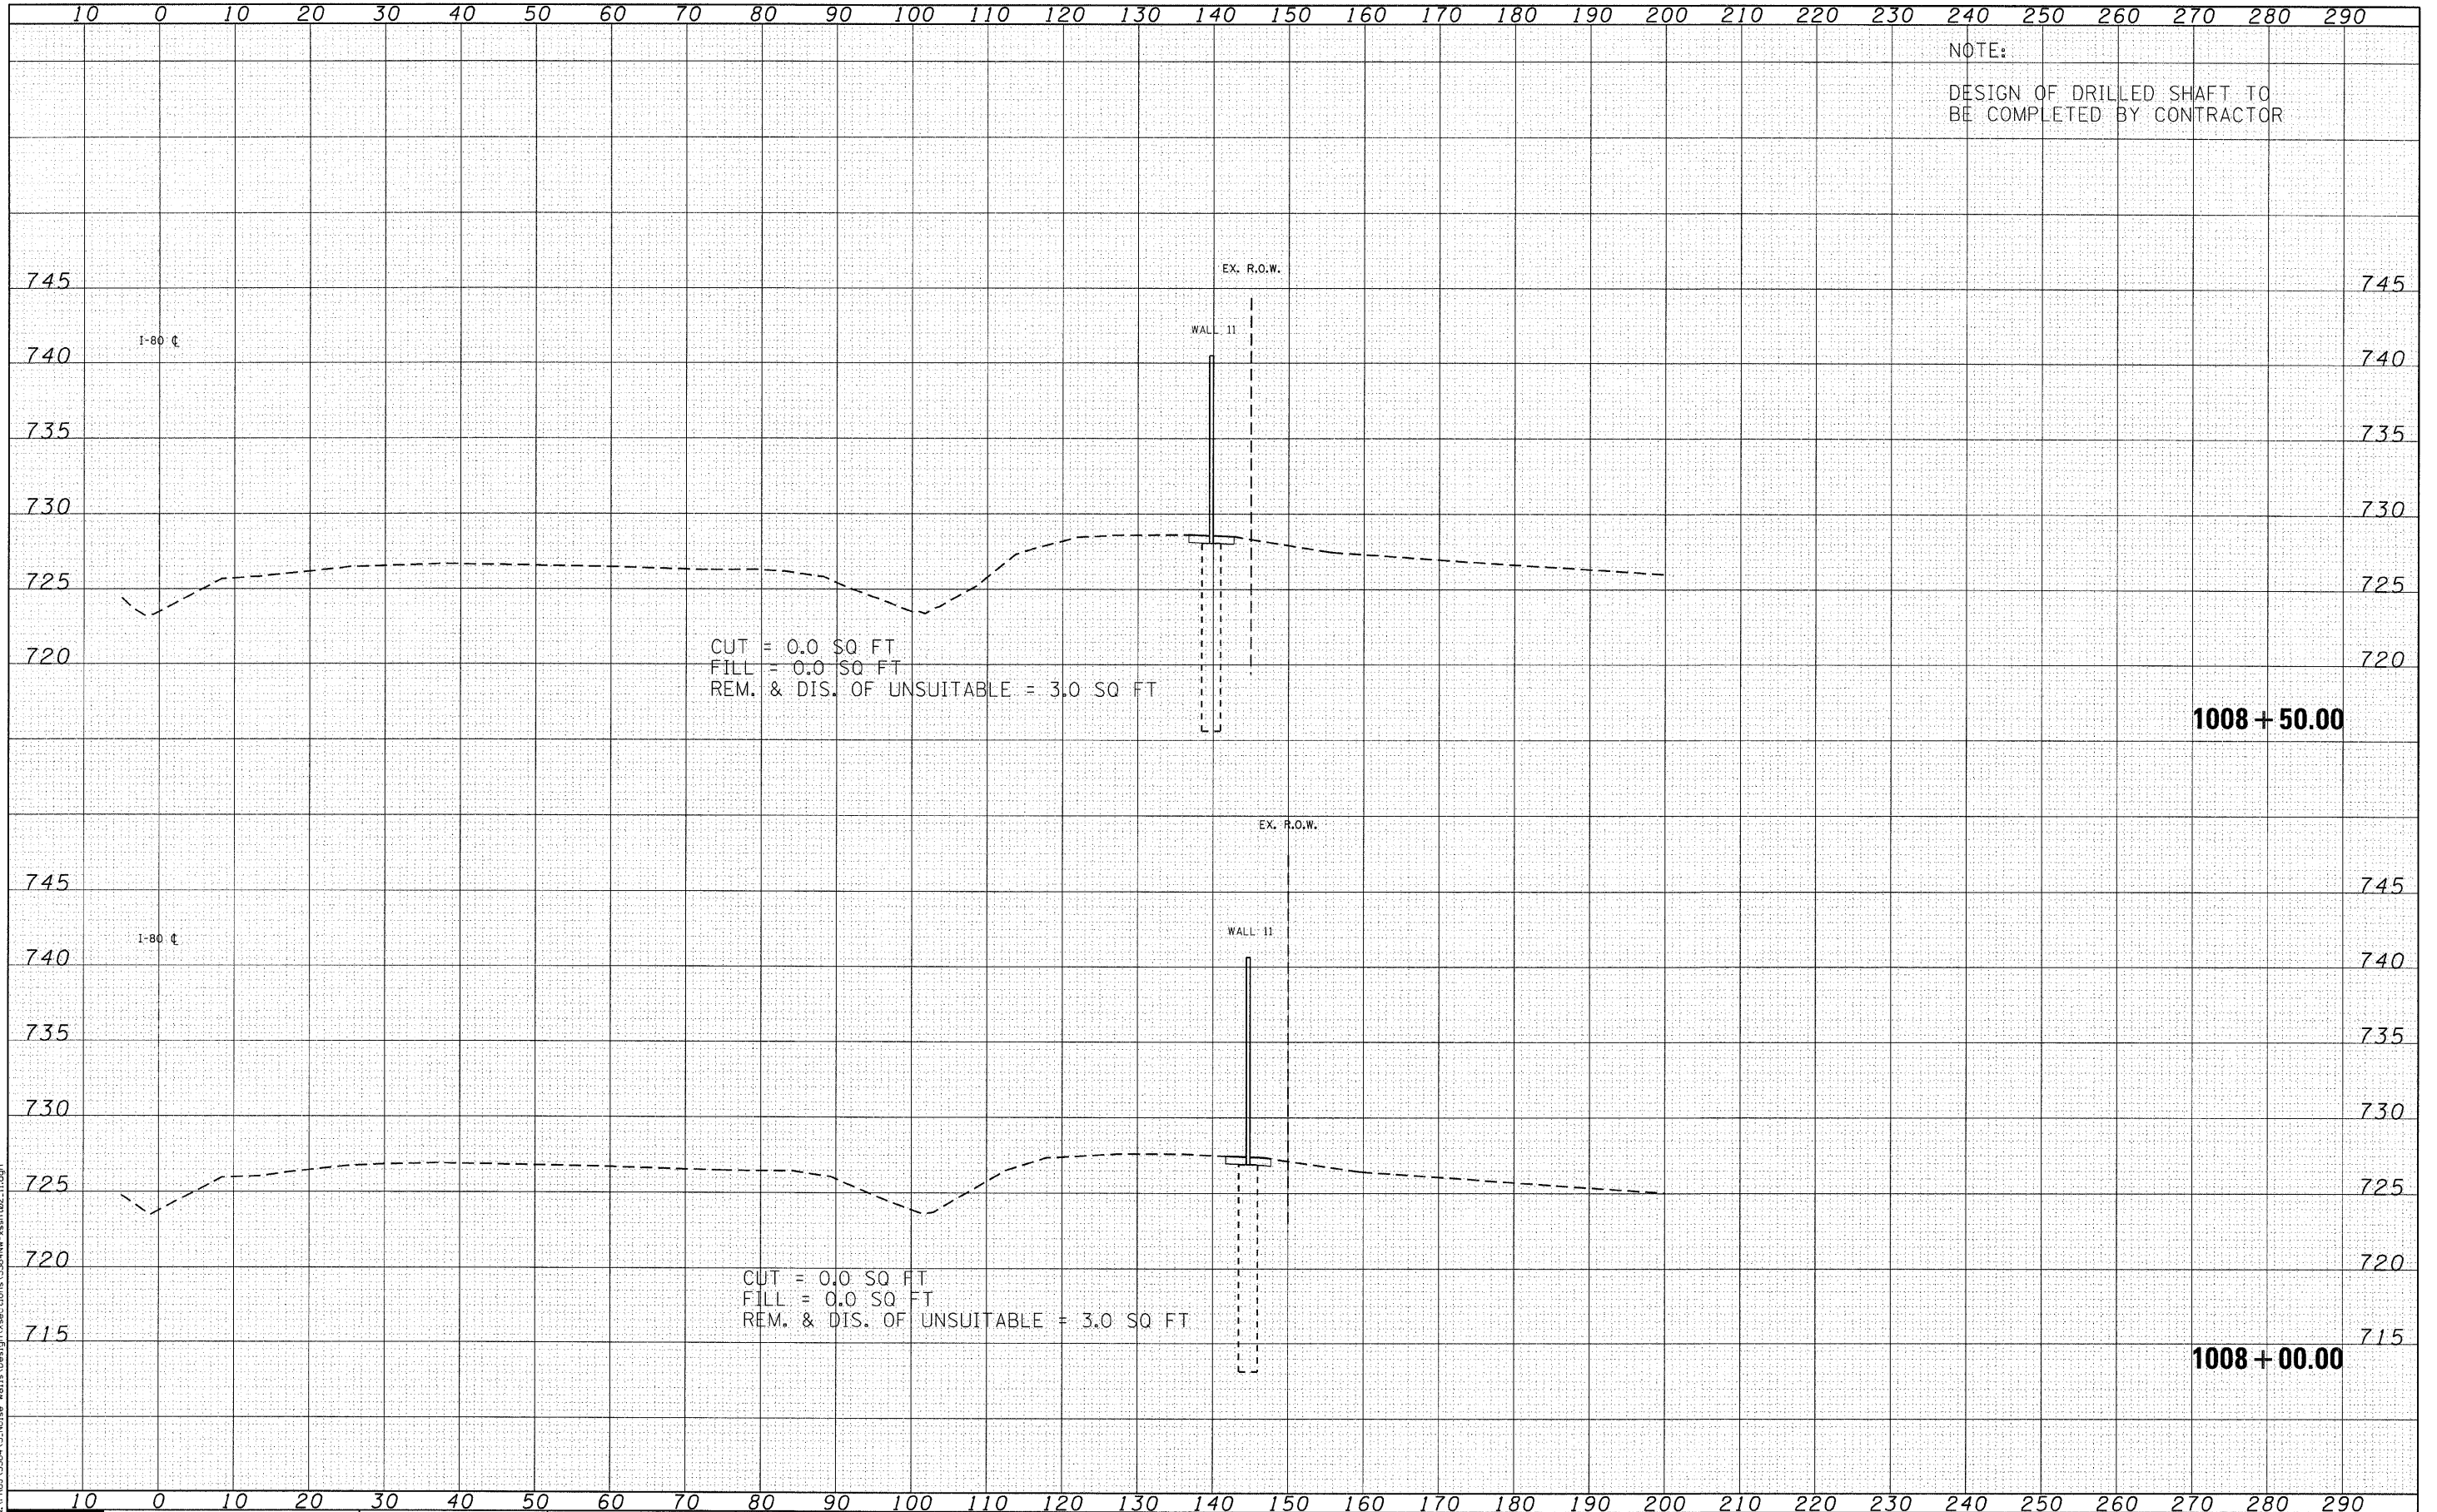 10 0 10 20 30 40 50 60 70 80 90 100 110 120 130 140 150 160 170 180 190 200 210 220 230 240 250 260 270 280 290
NOTE:
DESIGN OF DRILLED SHAFT TO
BE COMPLETED BY CONTRACTOR
EX. R.O.W.
745 745
WALL 11
I-80 ℄
740 740
735 735
730 730
725 725
CUT = 0.0 SQ FT
720 720
FILL = 0.0 SQ FT
REM. & DIS. OF UNSUITABLE = 3.0 SQ FT
1008 + 50.00
EX. R.O.W.
745 745
WALL 11
I-80 ℄
740 740
735 735
730 730
725 725
720 720
CUT = 0.0 SQ FT
FILL = 0.0 SQ FT
REM. & DIS. OF UNSUITABLE = 3.0 SQ FT
715 715
1008 + 00.00
10 0 10 20 30 40 50 60 70 80 90 100 110 120 130 140 150 160 170 180 190 200 210 220 230 240 250 260 270 280 290